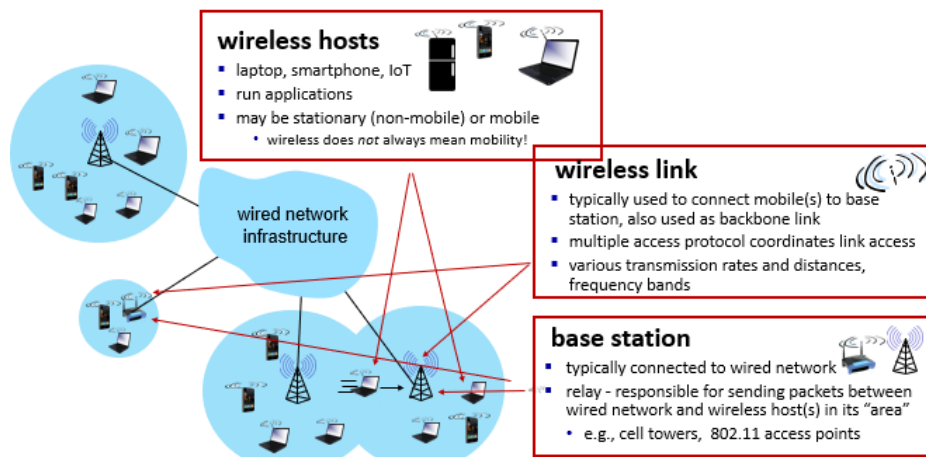 wireless hosts
▪ laptop, smartphone, IoT
▪ run applications
▪ may be stationary (non-mobile) or mobile
• wireless does not always mean mobility!
wired network
infrastructure
wireless link
▪ typically used to connect mobile(s) to base
station, also used as backbone link
▪ multiple access protocol coordinates link access
▪ various transmission rates and distances,
frequency bands
base station
▪ typically connected to wired network
▪ relay - responsible for sending packets between
wired network and wireless host(s) in its “area”
• e.g., cell towers, 802.11 access points